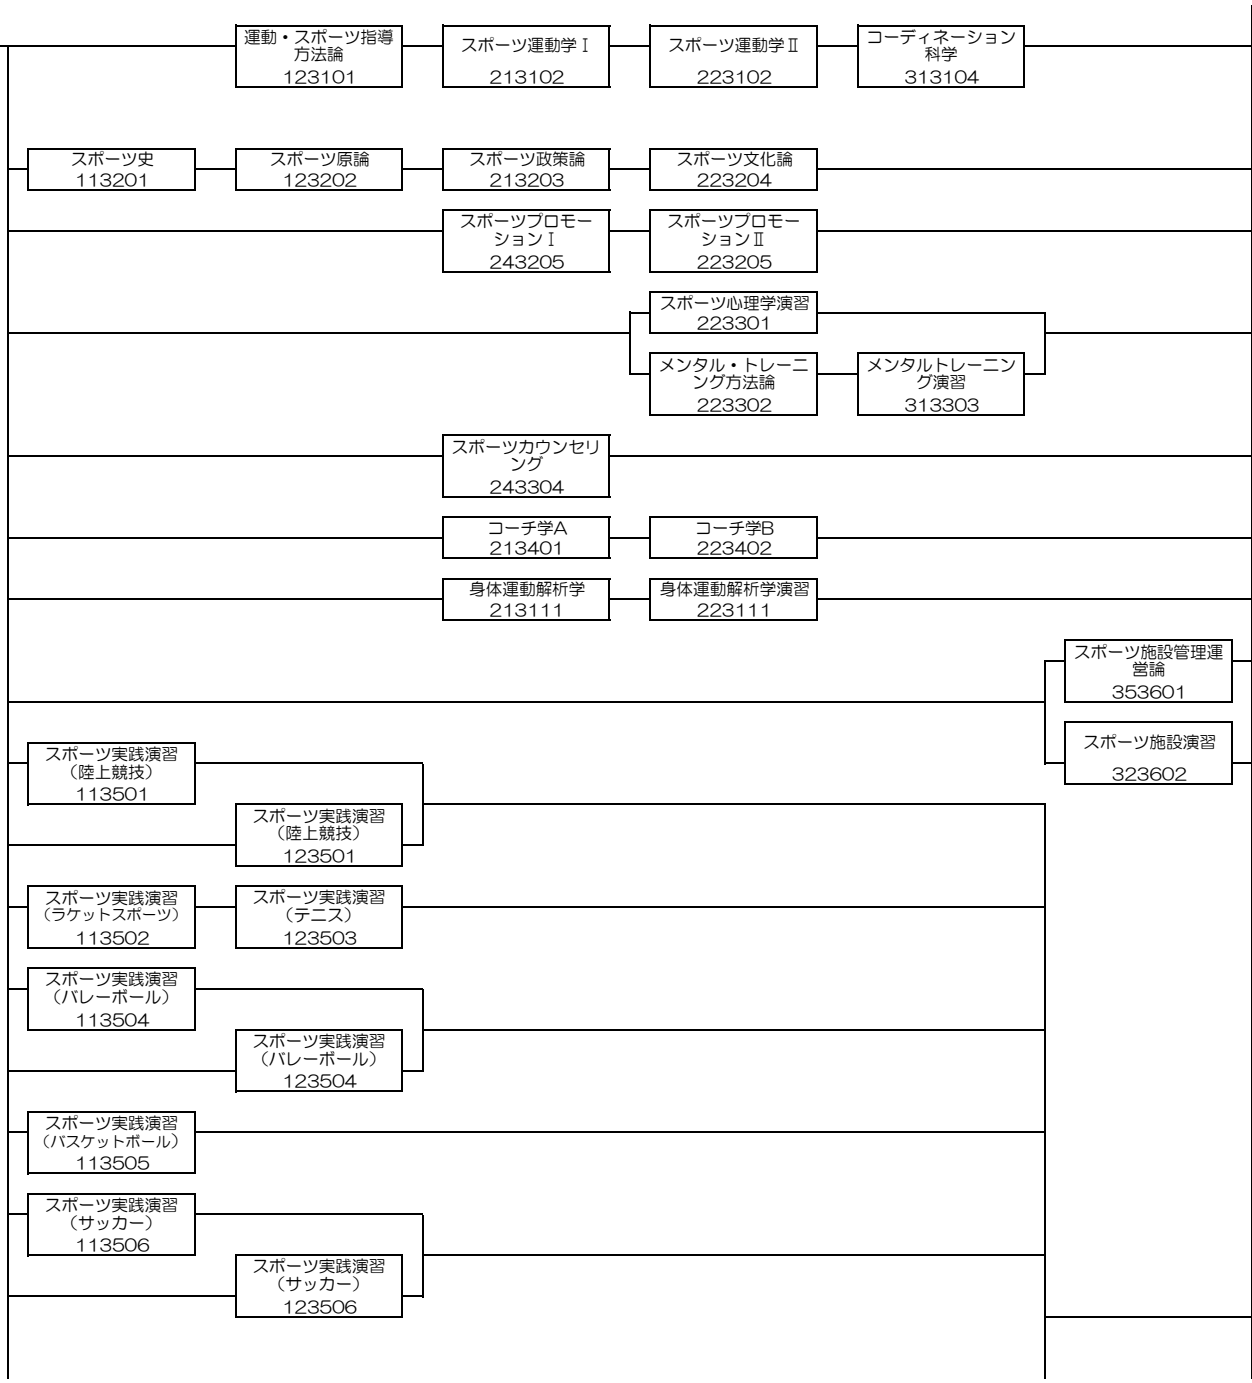 運動・スポーツ指導
方法論
123101
スポーツ運動学Ⅰ
213102
スポーツ運動学Ⅱ
223102
コーディネーション
科学
313104
スポーツ史
113201
スポーツ原論
123202
スポーツ政策論
213203
スポーツ文化論
223204
スポーツプロモー
ションⅠ
243205
スポーツプロモー
ションⅡ
223205
スポーツ心理学演習
223301
メンタル・トレーニ
ング方法論
223302
メンタルトレーニン
グ演習
313303
スポーツカウンセリ
ング
243304
コーチ学A
213401
コーチ学B
223402
身体運動解析学
213111
身体運動解析学演習
223111
スポーツ施設管理運
営論
353601
スポーツ施設演習
323602
スポーツ実践演習
（陸上競技）
113501
スポーツ実践演習
（陸上競技）
123501
スポーツ実践演習
（ラケットスポーツ）
113502
スポーツ実践演習
（テニス）
123503
スポーツ実践演習
（バレーボール）
113504
スポーツ実践演習
（バレーボール）
123504
スポーツ実践演習
（バスケットボール）
113505
スポーツ実践演習
（サッカー）
113506
スポーツ実践演習
（サッカー）
123506